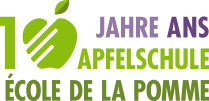 10 JAHRE ANS
APFELSCHULE
ÉCOLE DE LA POMME